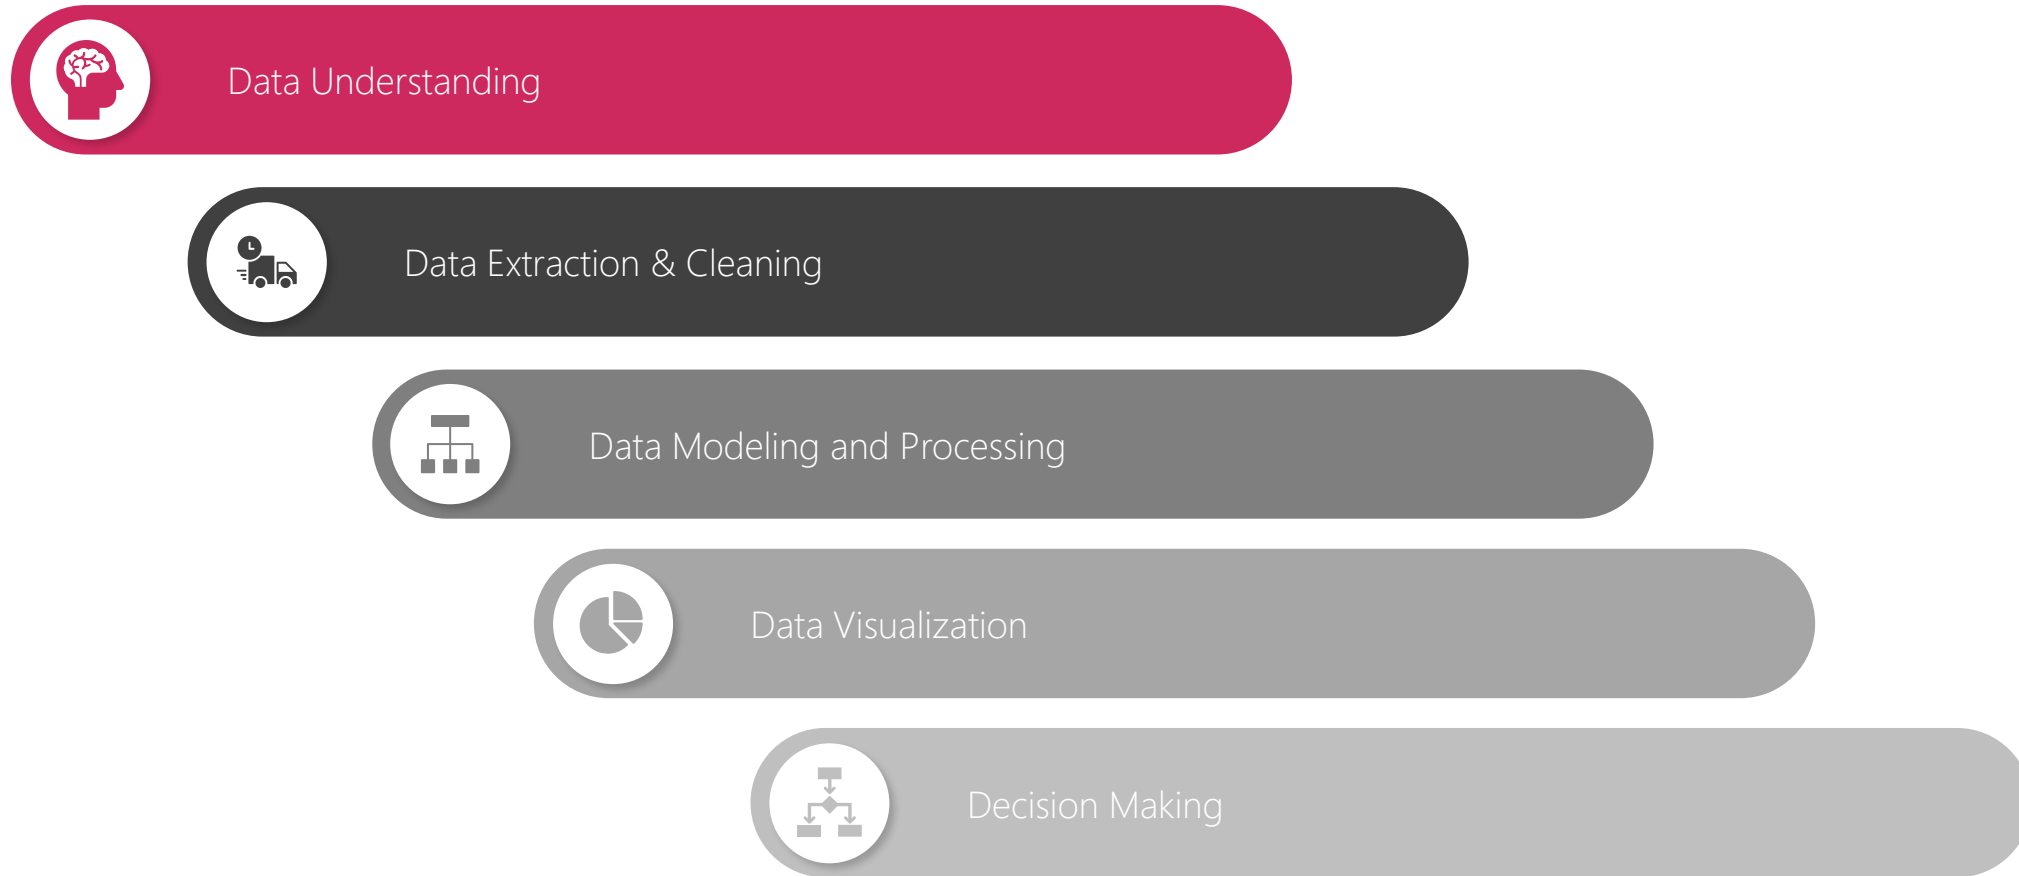 Data Understanding
Data Extraction & Cleaning
Data Modeling and Processing
Data Visualization
Decision Making